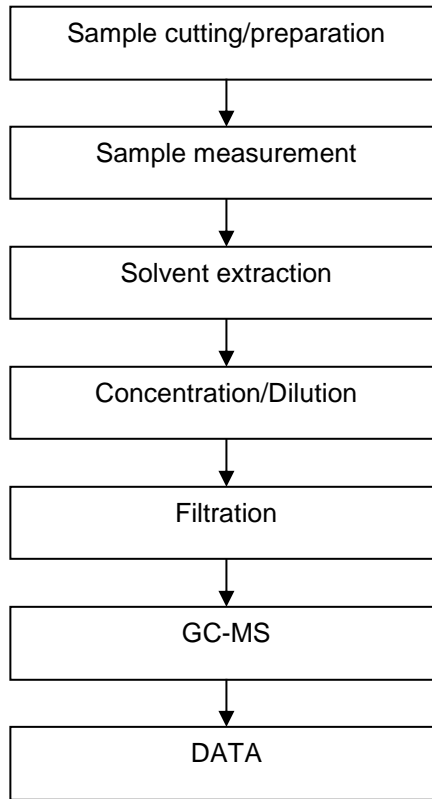 Sample cutting/preparation
Sample measurement
Solvent extraction
Concentration/Dilution
Filtration
GC-MS
DATA